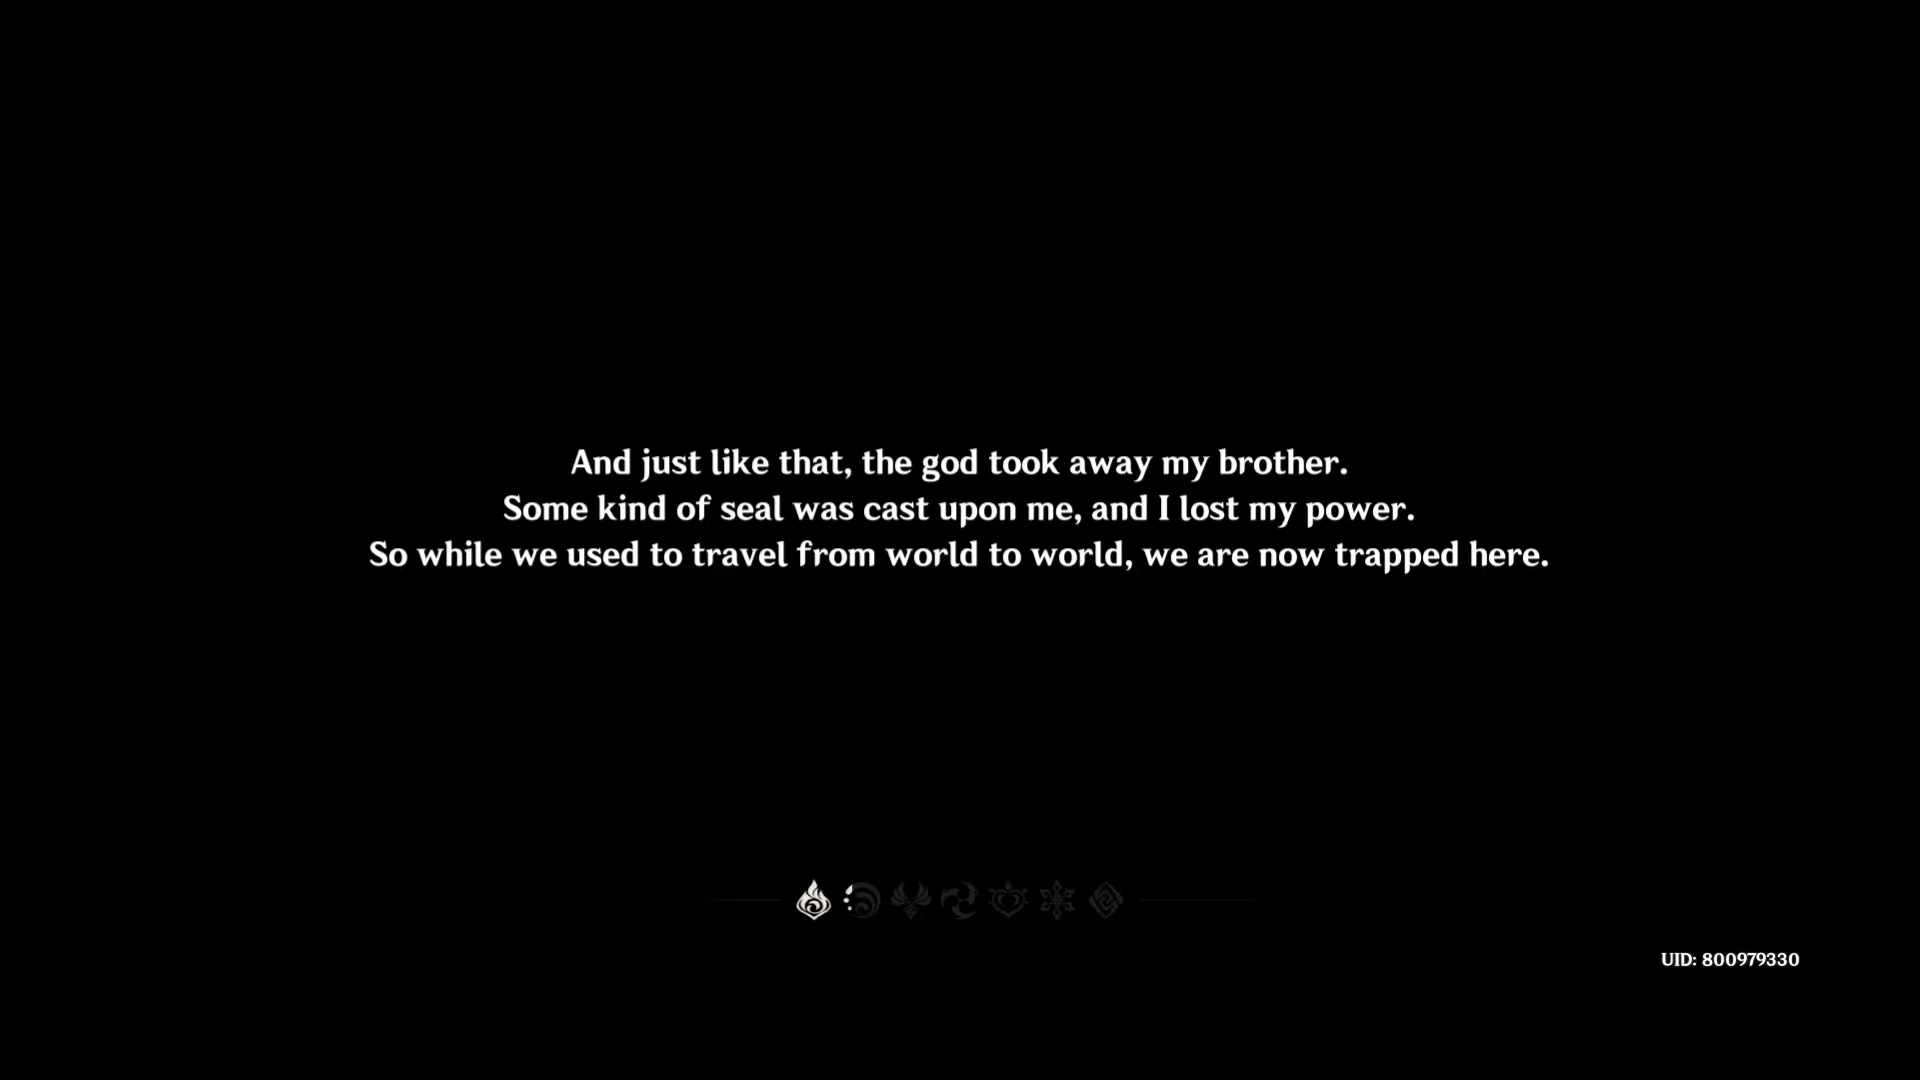 And just like that, the god took away my brother.
Some kind of seal was cast upon me, and I lost my power.
So while we used to travel from world to world, we are now trapped here.
UID: 800979330